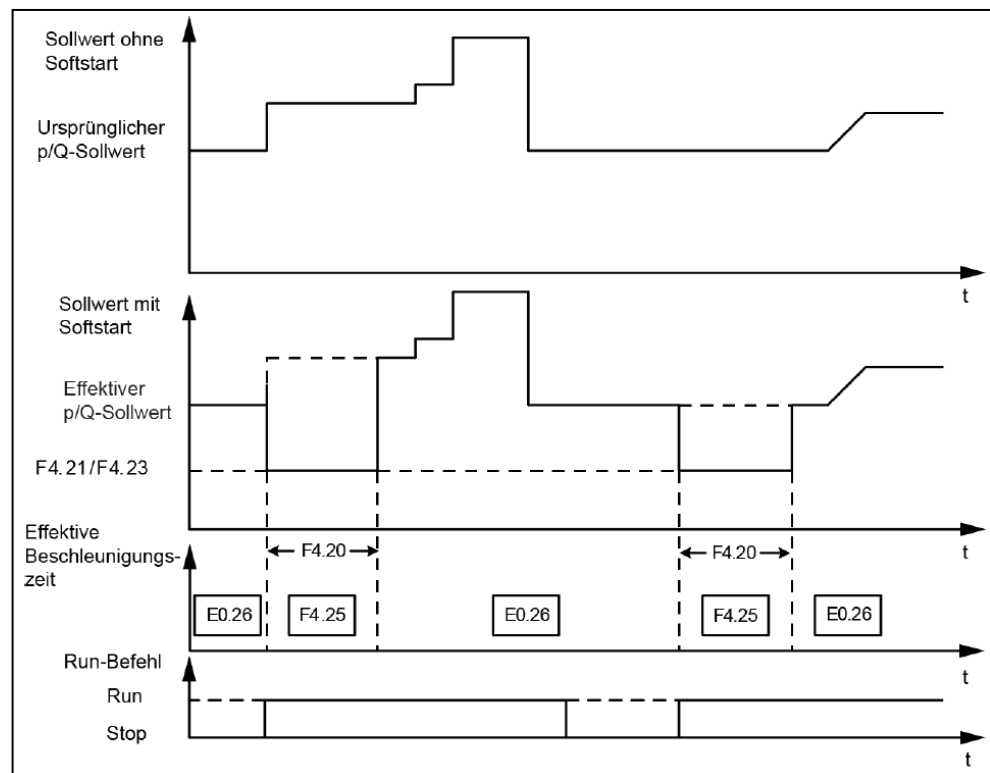 Sollwert ohne
Softstart
Ursprünglicher
p/Q-Sollwert
t
Sollwert mit
Softstart
Effektiver
p/Q-Sollwert
F4.21/F4.23
t
Effektive
Beschleunigungs-
zeit
F4.20
F4.20
E0.26
F4.25
E0.26
F4.25
E0.26
t
Run-Befehl
Run
Stop
t